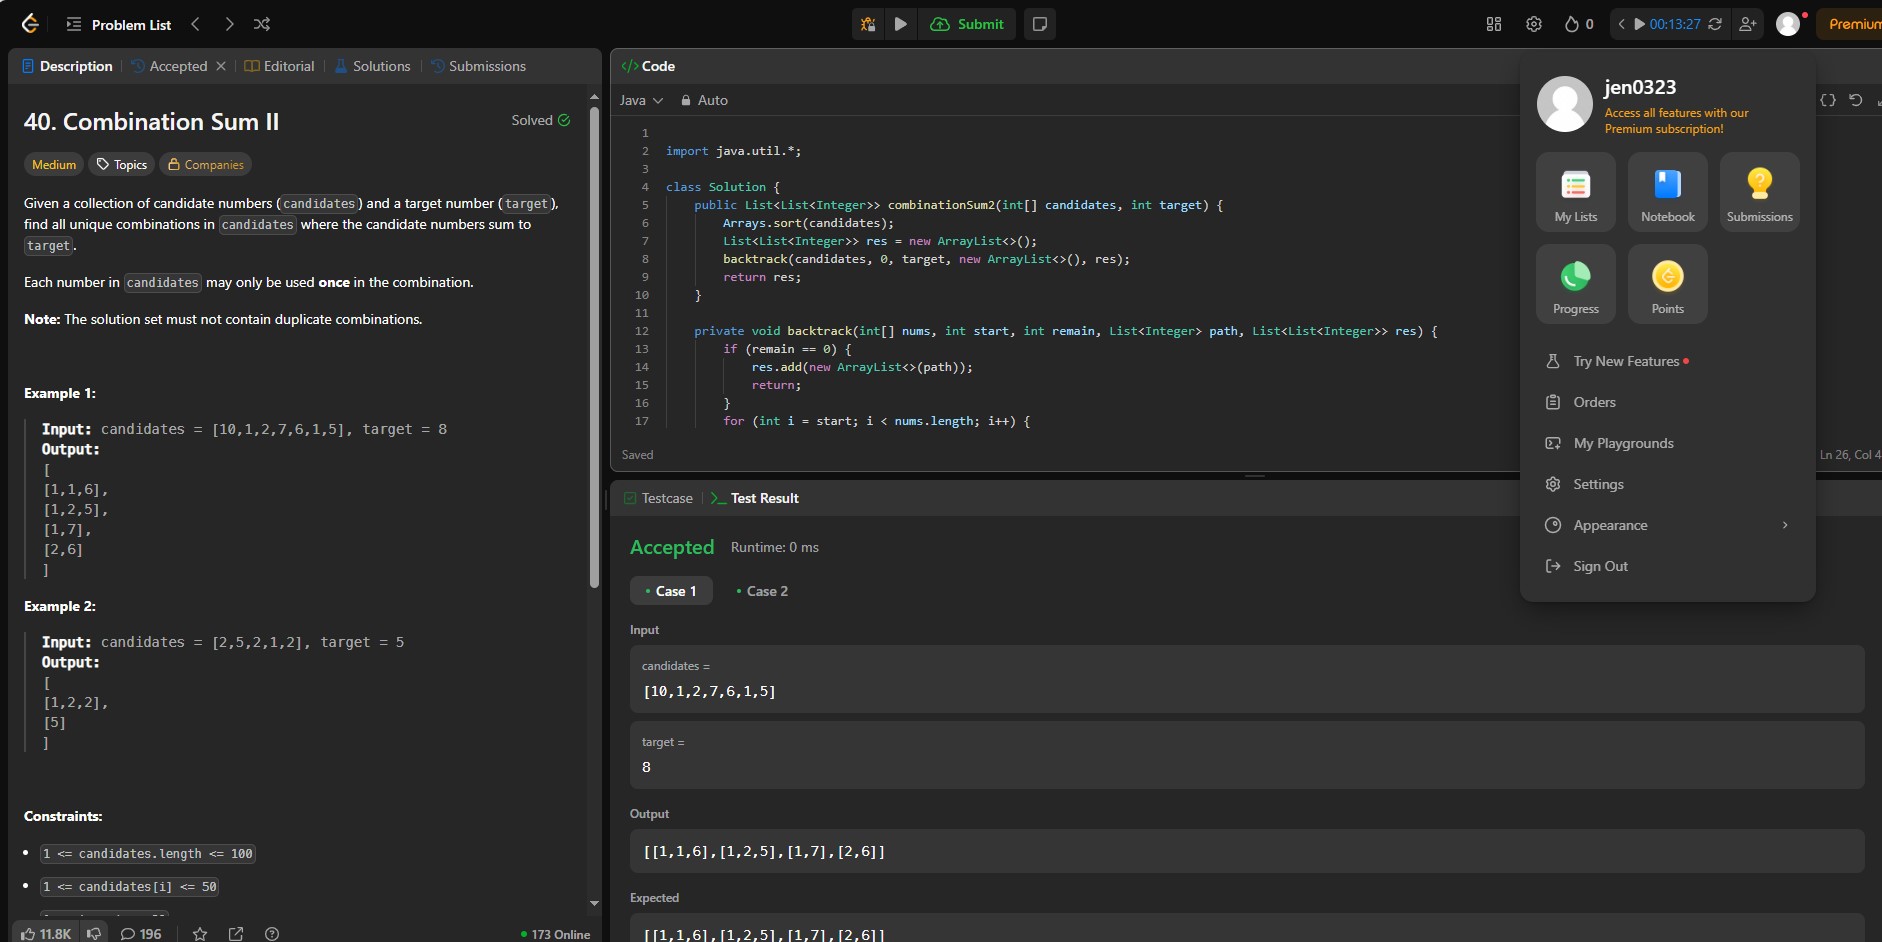 Problem List
Submit
0
00:13:27
Premium
Description
Accepted
Editorial
Solutions
Submissions
40. Combination Sum II
Solved
Medium
Topics
Companies
Given a collection of candidate numbers (candidates) and a target number (target),
find all unique combinations in candidates where the candidate numbers sum to
target.
Each number in candidates may only be used once in the combination.
Note: The solution set must not contain duplicate combinations.
Example 1:
Input: candidates = [10,1,2,7,6,1,5], target = 8
Output:
[
[1,1,6],
[1,2,5],
[1,7],
[2,6]
]
Example 2:
Input: candidates = [2,5,2,1,2], target = 5
Output:
[
[1,2,2],
[5]
]
Constraints:
1 <= candidates.length <= 100
1 <= candidates[i] <= 50
11.8K
196
173 Online
</> Code
Java
Auto
1
2 import java.util.*;
3
4 class Solution {
5 public List<List<Integer>> combinationSum2(int[] candidates, int target) {
6 Arrays.sort(candidates);
7 List<List<Integer>> res = new ArrayList<>();
8 backtrack(candidates, 0, target, new ArrayList<>(), res);
9 return res;
10 }
11
12 private void backtrack(int[] nums, int start, int remain, List<Integer> path, List<List<Integer>> res) {
13 if (remain == 0) {
14 res.add(new ArrayList<>(path));
15 return;
16 }
17 for (int i = start; i < nums.length; i++) {
Saved
Ln 26, Col 4
Testcase
Test Result
Accepted
Runtime: 0 ms
Case 1
Case 2
Input
candidates =
[10,1,2,7,6,1,5]
target =
8
Output
[[1,1,6],[1,2,5],[1,7],[2,6]]
Expected
[[1,1,6],[1,2,5],[1,7],[2,6]]
jen0323
Access all features with our
Premium subscription!
My Lists
Notebook
Submissions
Progress
Points
Try New Features
Orders
My Playgrounds
Settings
Appearance
Sign Out